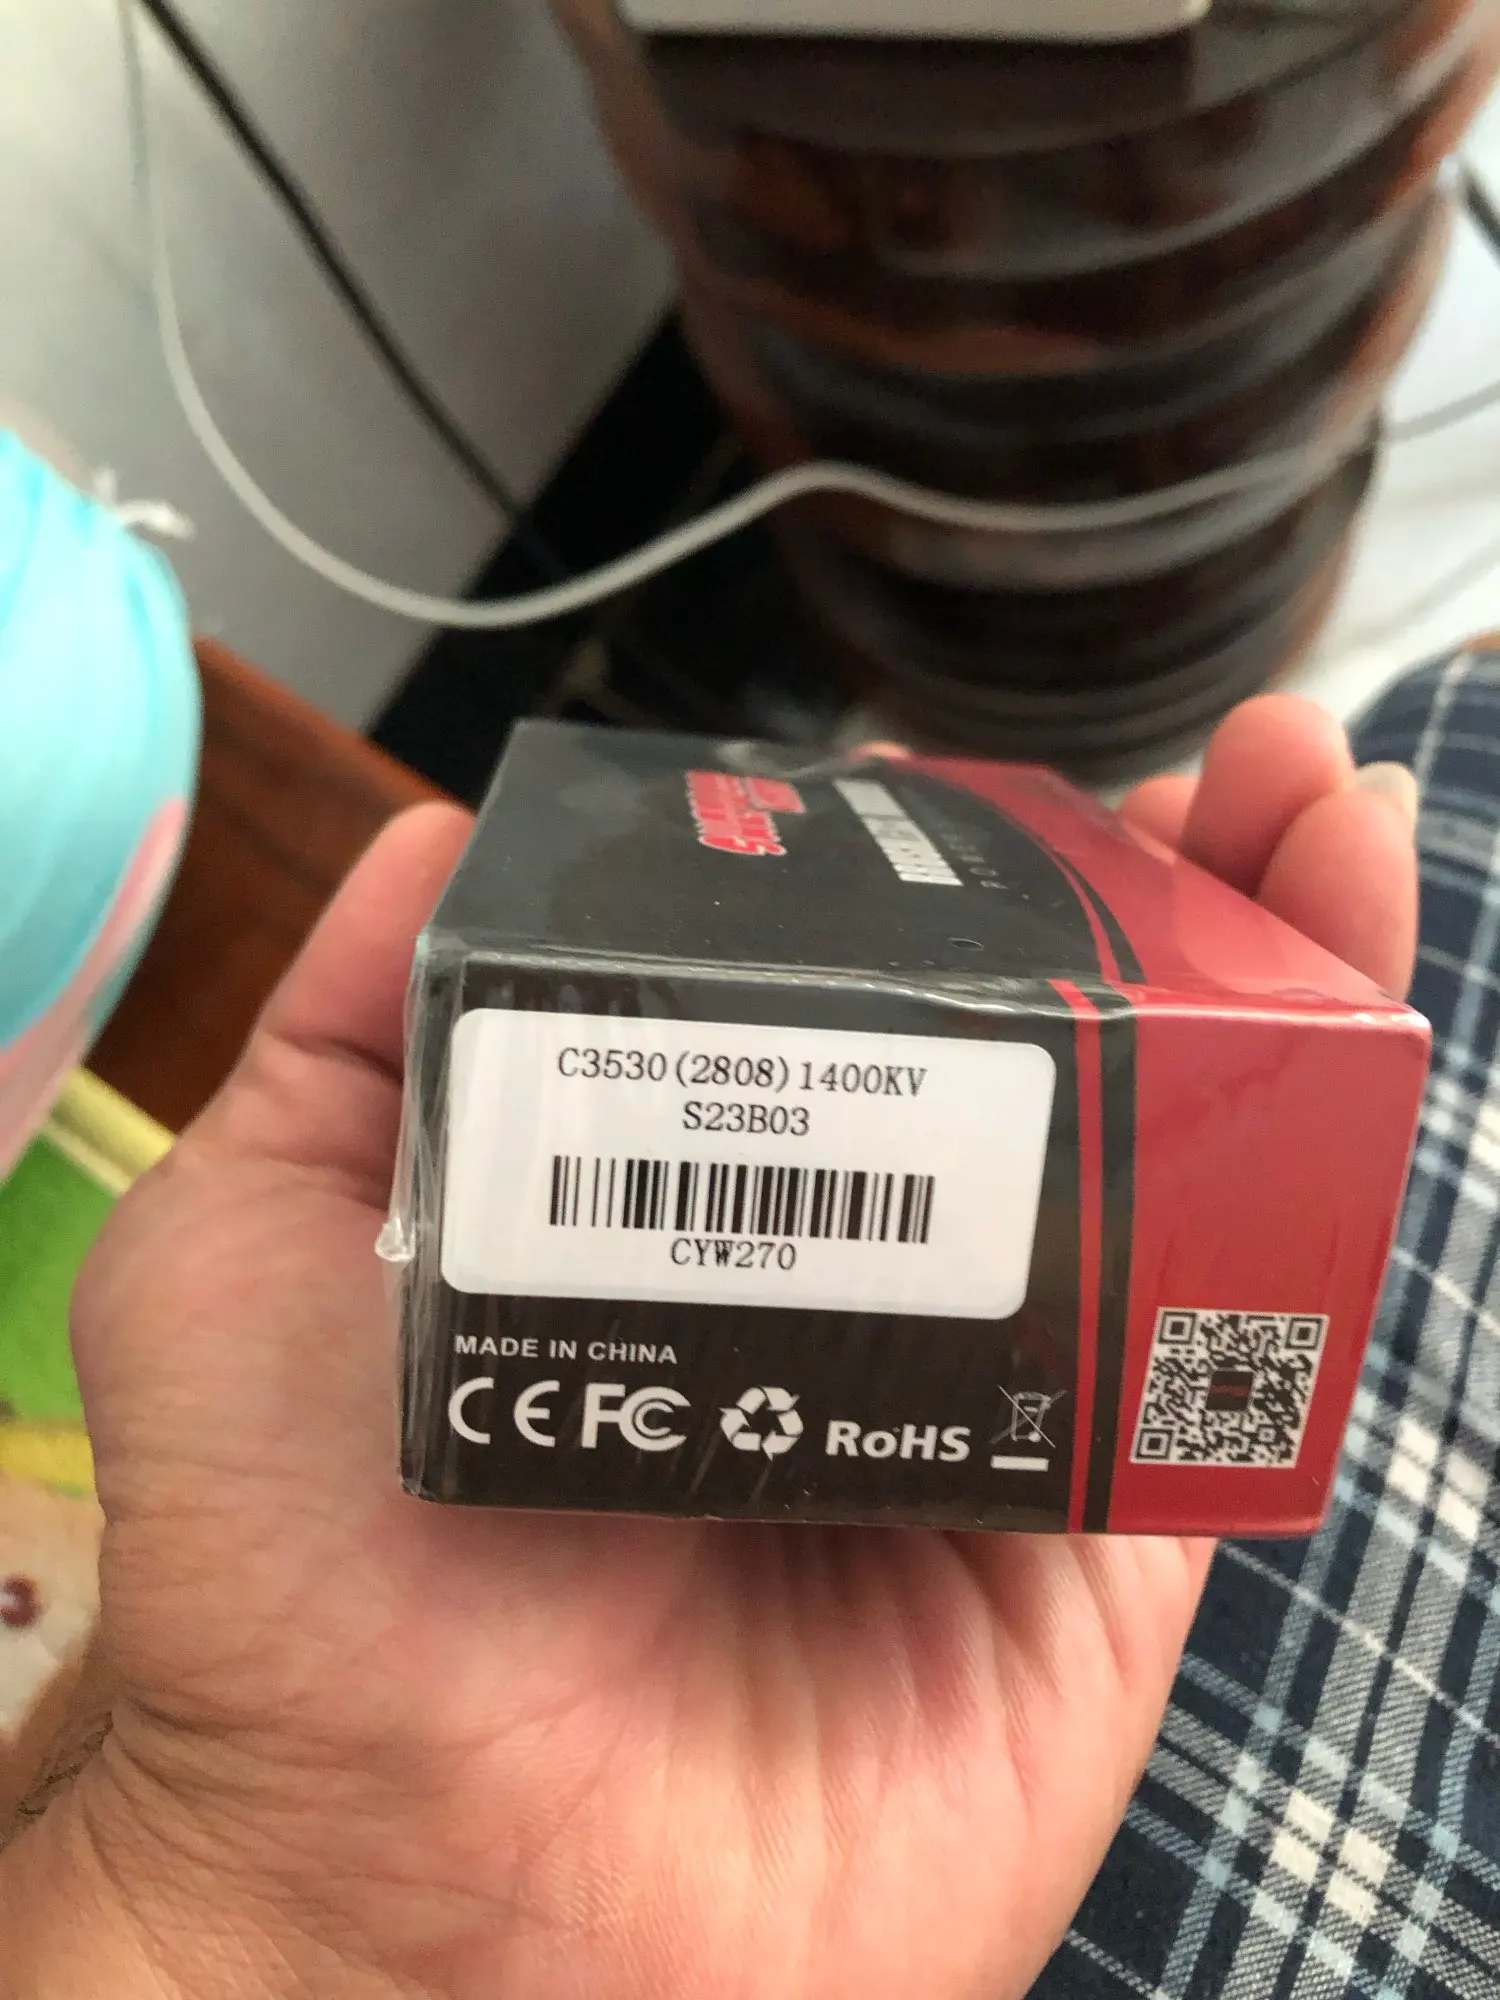 C3530(2808)1400KV
S23B03
CYW270
MADE IN CHINA
CE FC RoHS